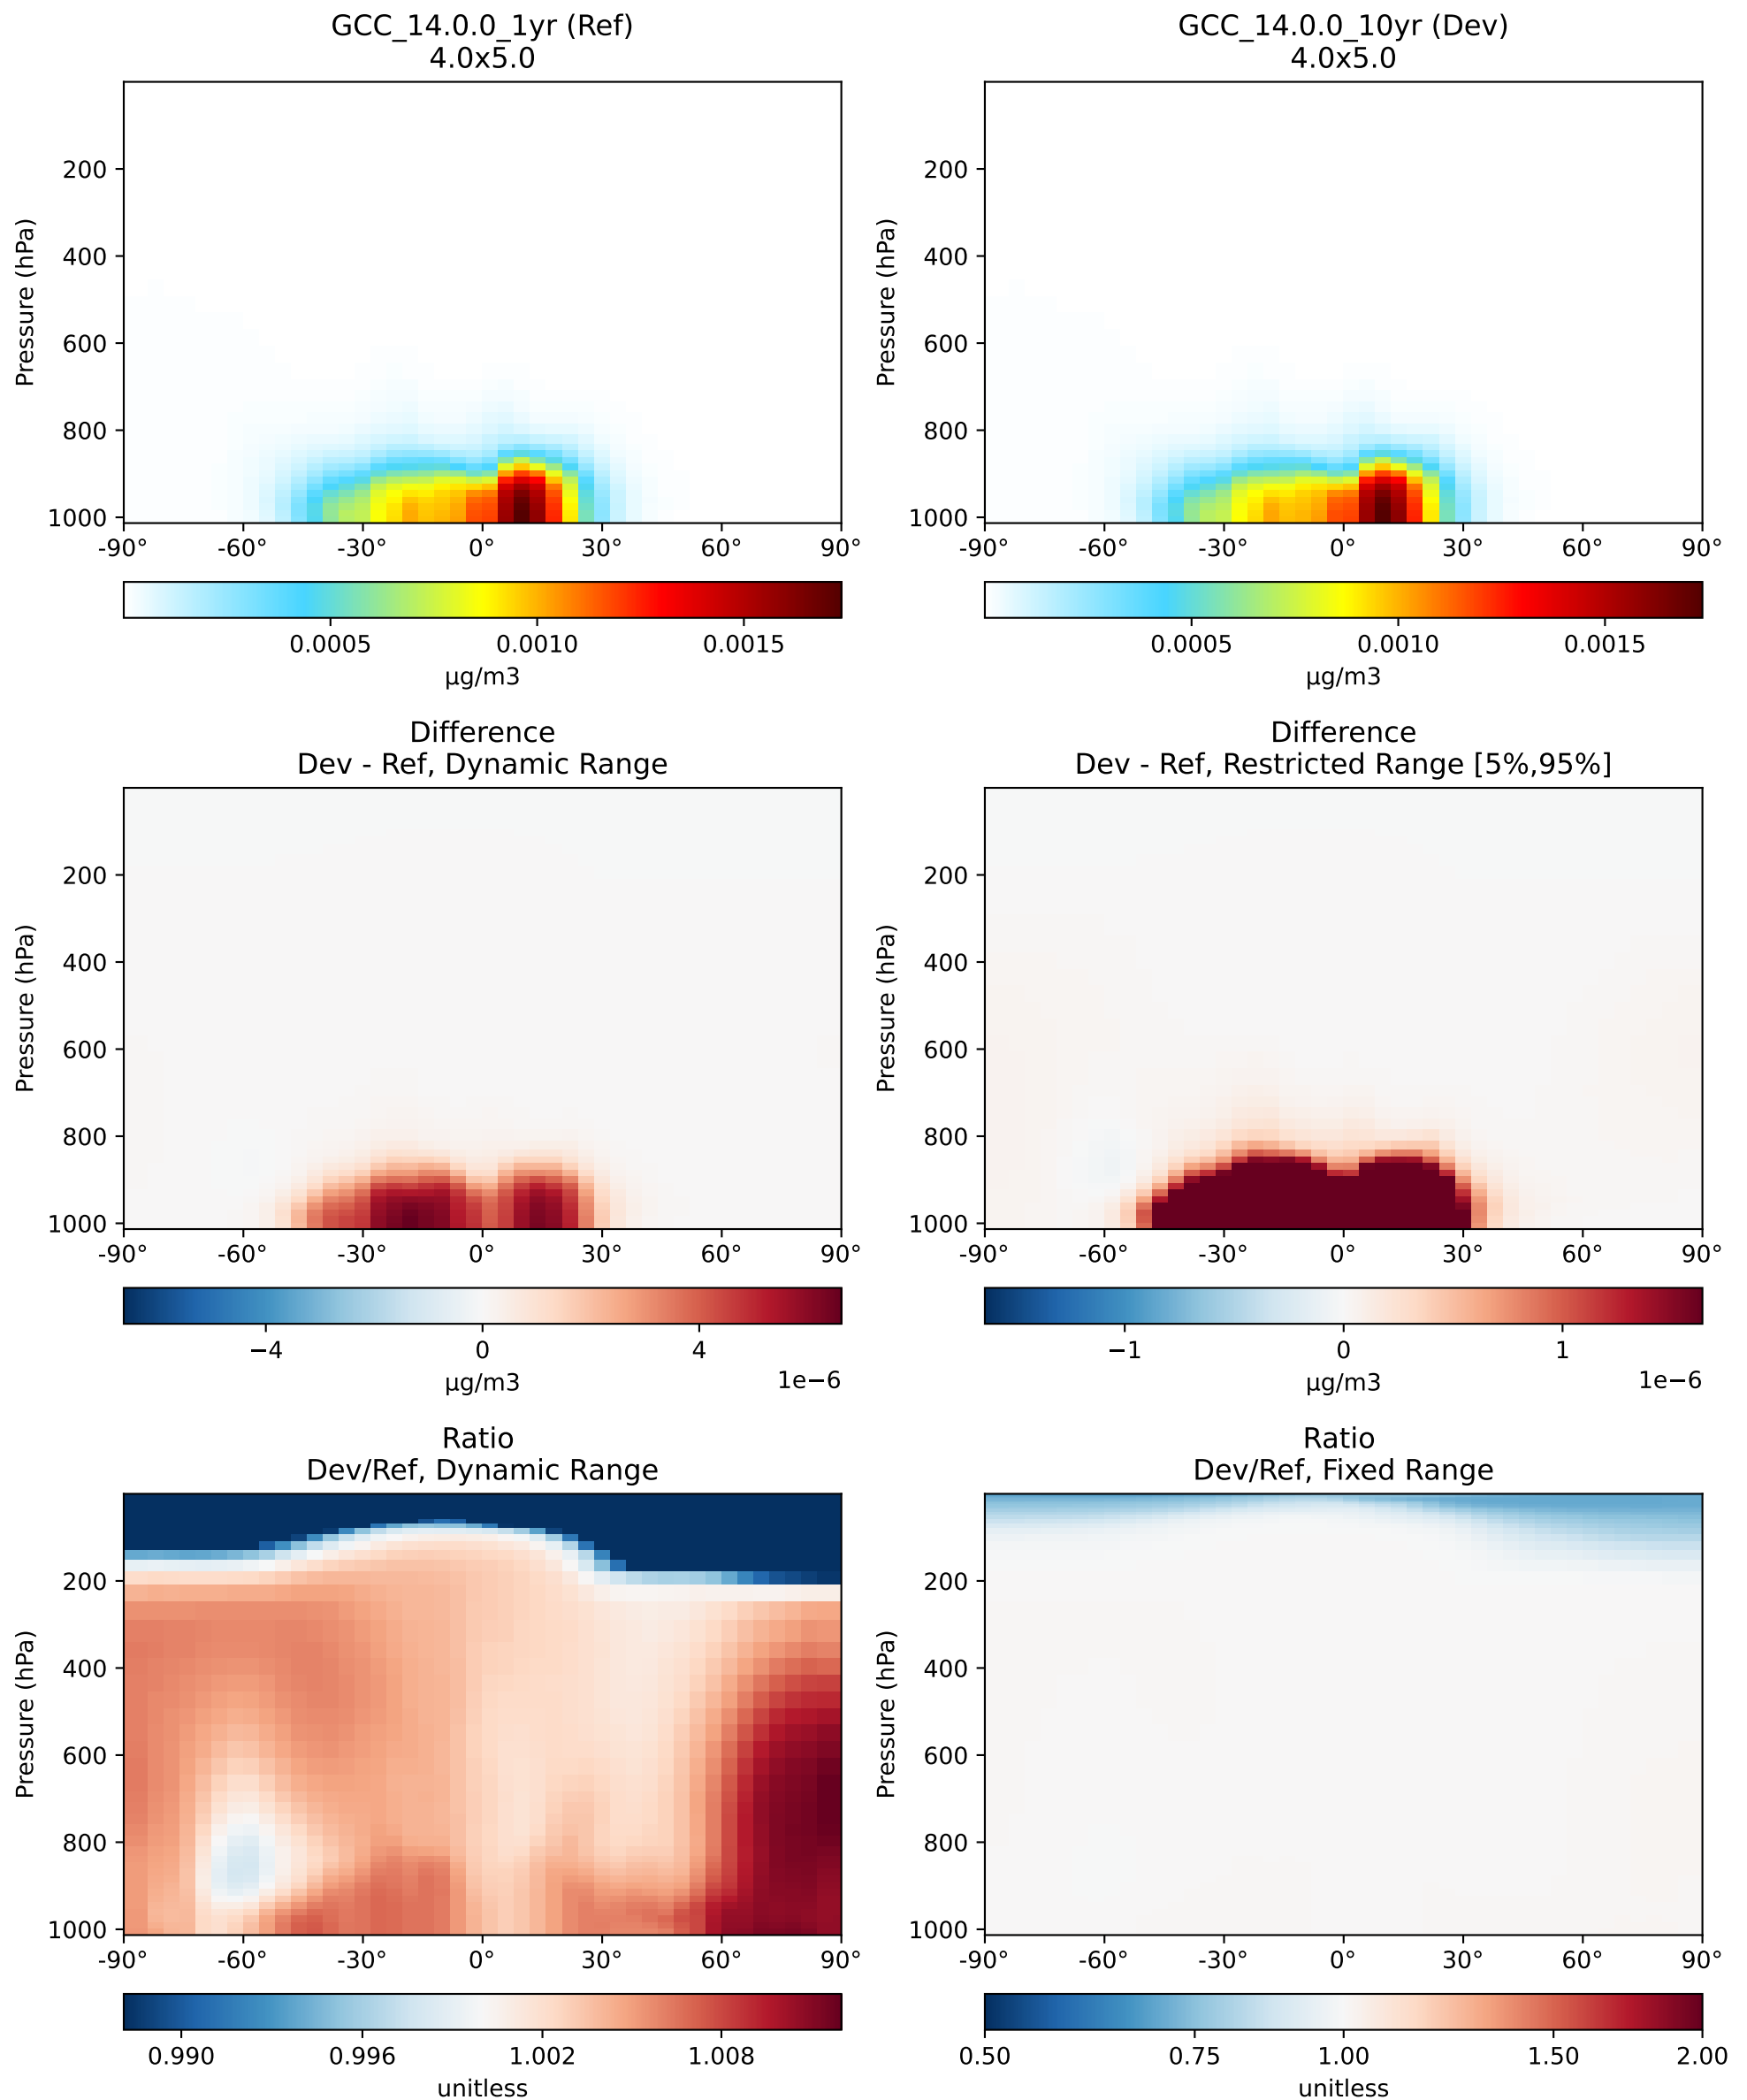 GCC_14.0.0_1yr (Ref)
4.0x5.0
GCC_14.0.0_10yr (Dev)
4.0x5.0
Pressure (hPa)
200
400
600
800
1000
-90° -60° -30° 0° 30° 60° 90°
0.0005 0.0010 0.0015
µg/m3
Pressure (hPa)
200
400
600
800
1000
-90° -60° -30° 0° 30° 60° 90°
0.0005 0.0010 0.0015
µg/m3
Difference
Dev - Ref, Dynamic Range
Difference
Dev - Ref, Restricted Range [5%,95%]
Pressure (hPa)
200
400
600
800
1000
-90° -60° -30° 0° 30° 60° 90°
−4 0 4
µg/m3 1e−6
Pressure (hPa)
200
400
600
800
1000
-90° -60° -30° 0° 30° 60° 90°
−1 0 1
µg/m3 1e−6
Ratio
Dev/Ref, Dynamic Range
Ratio
Dev/Ref, Fixed Range
Pressure (hPa)
200
400
600
800
1000
-90° -60° -30° 0° 30° 60° 90°
0.990 0.996 1.002 1.008
unitless
Pressure (hPa)
200
400
600
800
1000
-90° -60° -30° 0° 30° 60° 90°
0.50 0.75 1.00 1.50 2.00
unitless